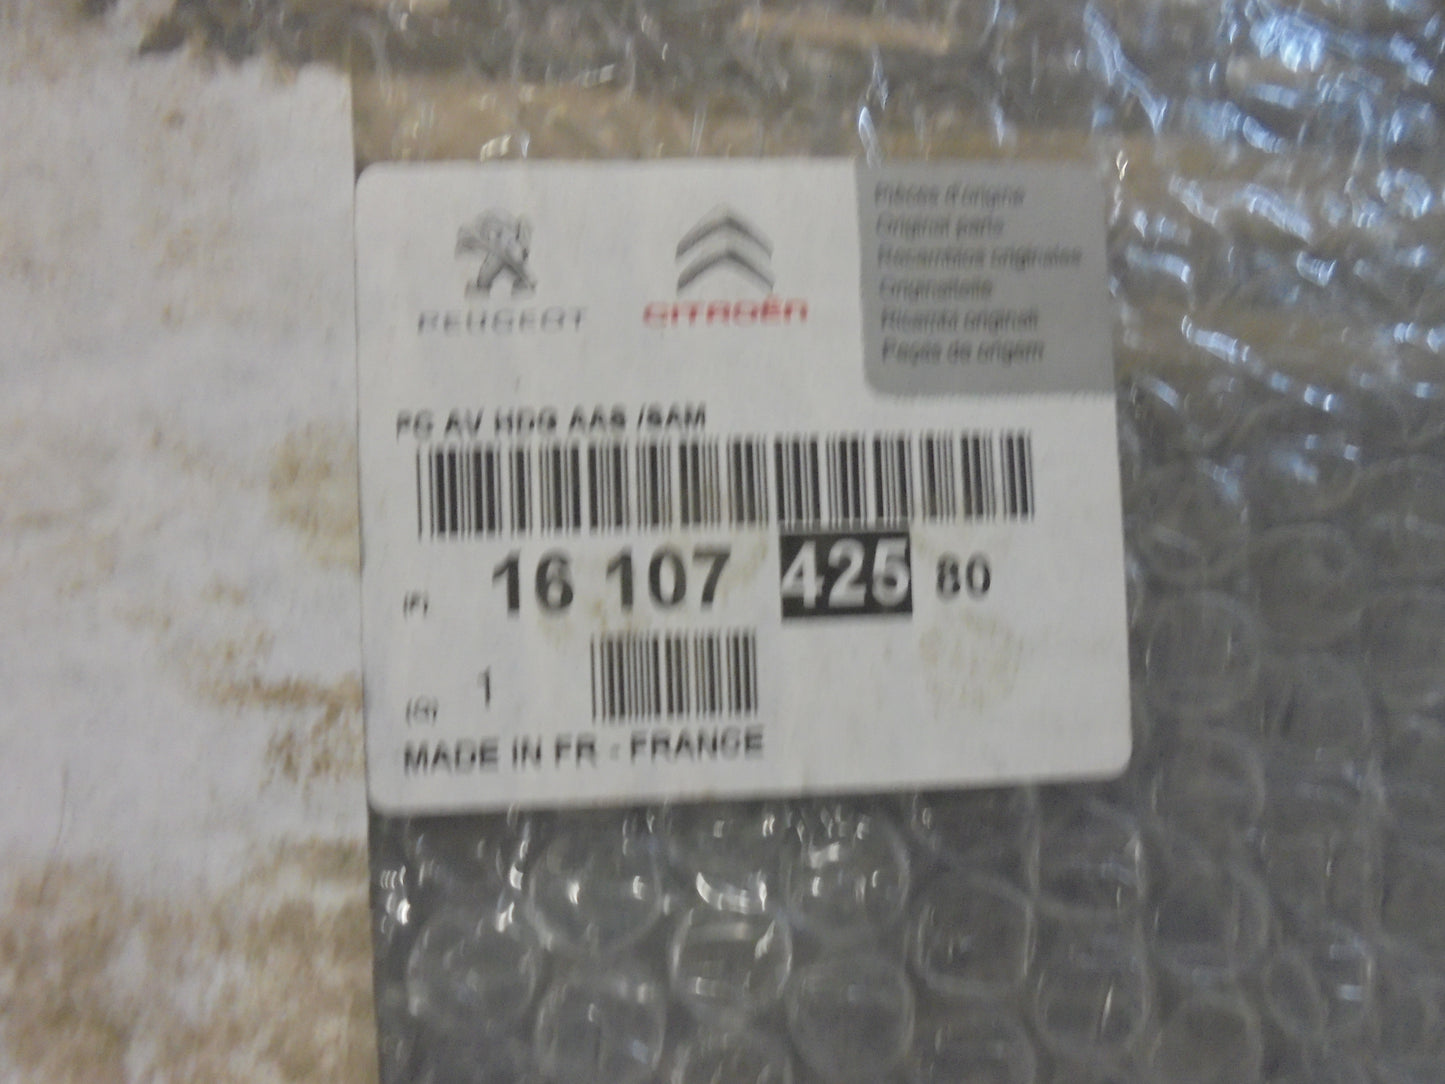 PEUGEOT
CITROËN
Pièces d'origine
Original parts
Recambios originales
Originalteile
Ricambi originali
Peças de origem
PC AV HDG AAS /SAM
(P) 16 107 425 80
(Q) 1
MADE IN FR - FRANCE